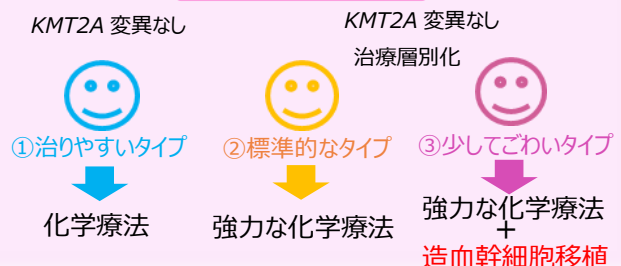 KMT2A 変異なし
KMT2A 変異なし
治療層別化
①治りやすいタイプ
②標準的なタイプ
③少してごわいタイプ
化学療法
強力な化学療法
強力な化学療法
+
造血幹細胞移植